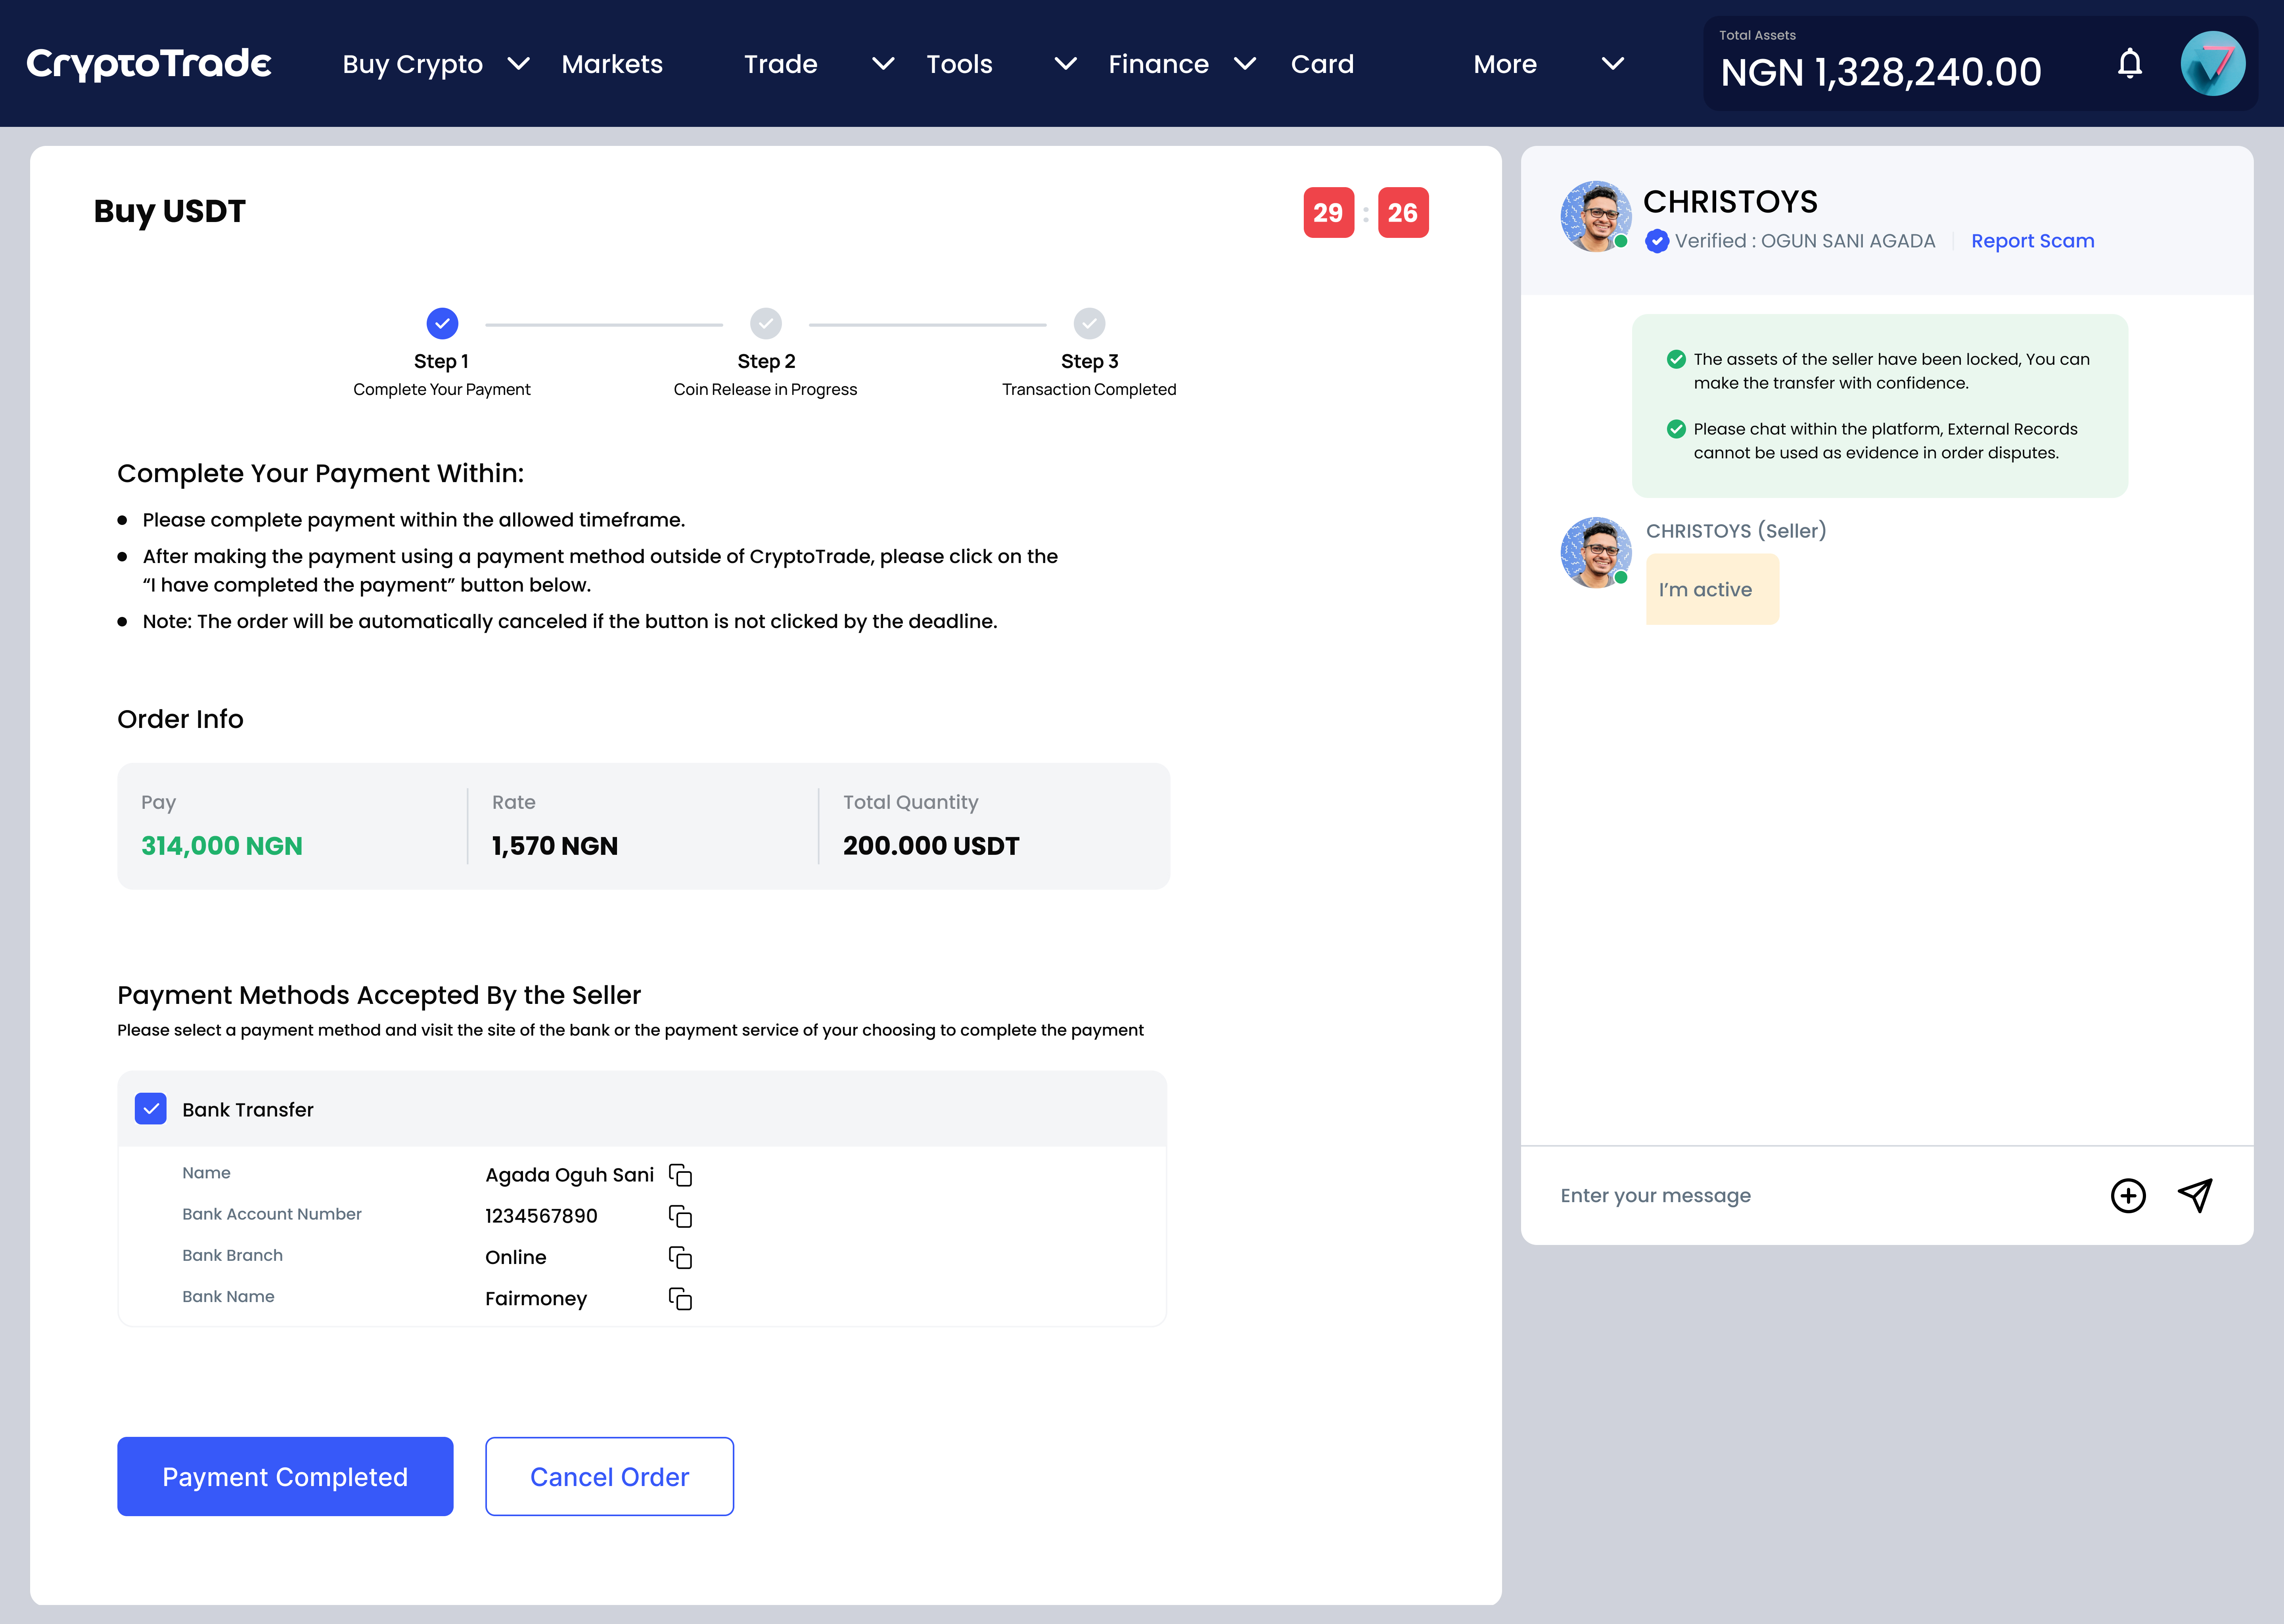 CryptoTrade
Buy Crypto
Markets
Trade
Tools
Finance
Card
More
Total Assets
NGN 1,328,240.00
Buy USDT
29 : 26
Step 1
Complete Your Payment
Step 2
Coin Release in Progress
Step 3
Transaction Completed
Complete Your Payment Within:
Please complete payment within the allowed timeframe.
After making the payment using a payment method outside of CryptoTrade, please click on the
“I have completed the payment” button below.
Note: The order will be automatically canceled if the button is not clicked by the deadline.
Order Info
Pay
314,000 NGN
Rate
1,570 NGN
Total Quantity
200.000 USDT
Payment Methods Accepted By the Seller
Please select a payment method and visit the site of the bank or the payment service of your choosing to complete the payment
Bank Transfer
Name
Agada Oguh Sani
Bank Account Number
1234567890
Bank Branch
Online
Bank Name
Fairmoney
Payment Completed
Cancel Order
CHRISTOYS
Verified : OGUN SANI AGADA
Report Scam
The assets of the seller have been locked, You can
make the transfer with confidence.
Please chat within the platform, External Records
cannot be used as evidence in order disputes.
CHRISTOYS (Seller)
I’m active
Enter your message